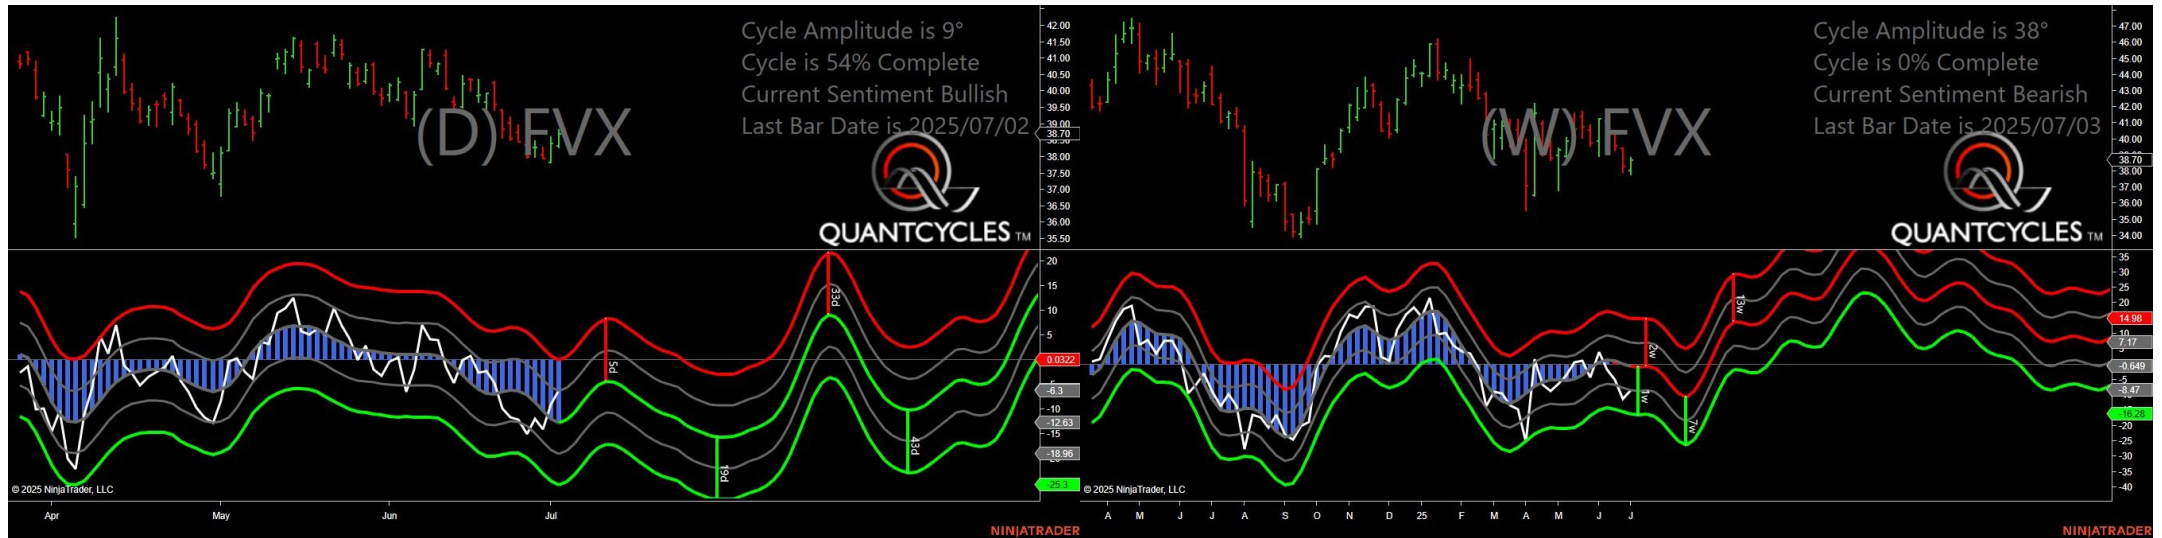 Cycle Amplitude is 9°
Cycle is 54% Complete
Current Sentiment Bullish
Last Bar Date is 2025/07/02
(D) FVX
QUANTCYCLES TM
42.00
41.50
41.00
40.50
40.00
39.50
39.00
38.70
38.00
37.50
37.00
36.50
36.00
35.50
20
15
10
5
0.0322
-6.3
-10
-12.63
-15
-18.96
-25.3
5d
19d
33d
43d
© 2025 NinjaTrader, LLC
Apr
May
Jun
Jul
NINJATRADER
Cycle Amplitude is 38°
Cycle is 0% Complete
Current Sentiment Bearish
Last Bar Date is 2025/07/03
(W) FVX
QUANTCYCLES TM
47.00
46.00
45.00
44.00
43.00
42.00
41.00
40.00
38.70
38.00
37.00
36.00
35.00
34.00
35
30
25
20
14.98
10
7.17
-0.649
-5
-8.47
-16.28
-20
-25
-30
-35
-40
2w
1w
7w
13w
© 2025 NinjaTrader, LLC
A M J J A S O N D 25 F M A M J J
NINJATRADER